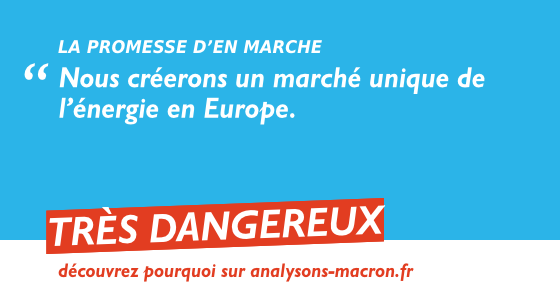 LA PROMESSE D’EN MARCHE
“ Nous créerons un marché unique de
l’énergie en Europe.
TRÈS DANGEREUX
découvrez pourquoi sur analysons-macron.fr